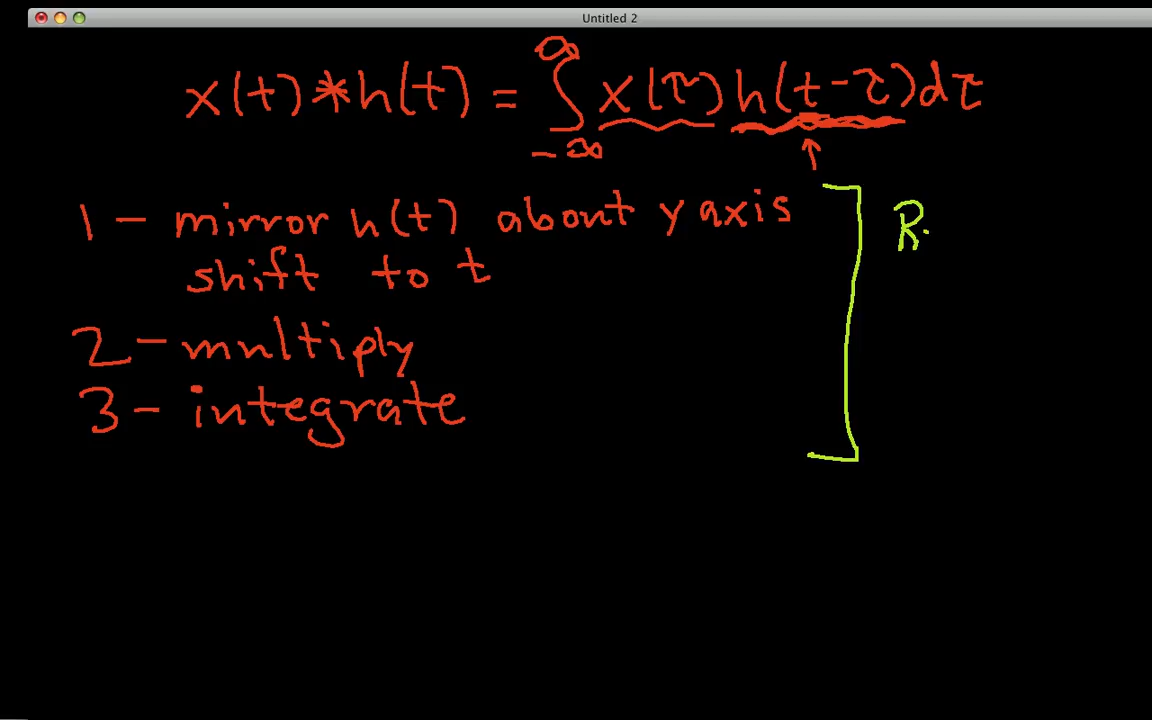 Untitled 2
x(t)*h(t) = ∫_{-∞}^{∞} x(τ) h(t-τ)dτ
1 - mirror h(t) about y axis
shift to t
R.
2 - multiply
3 - integrate